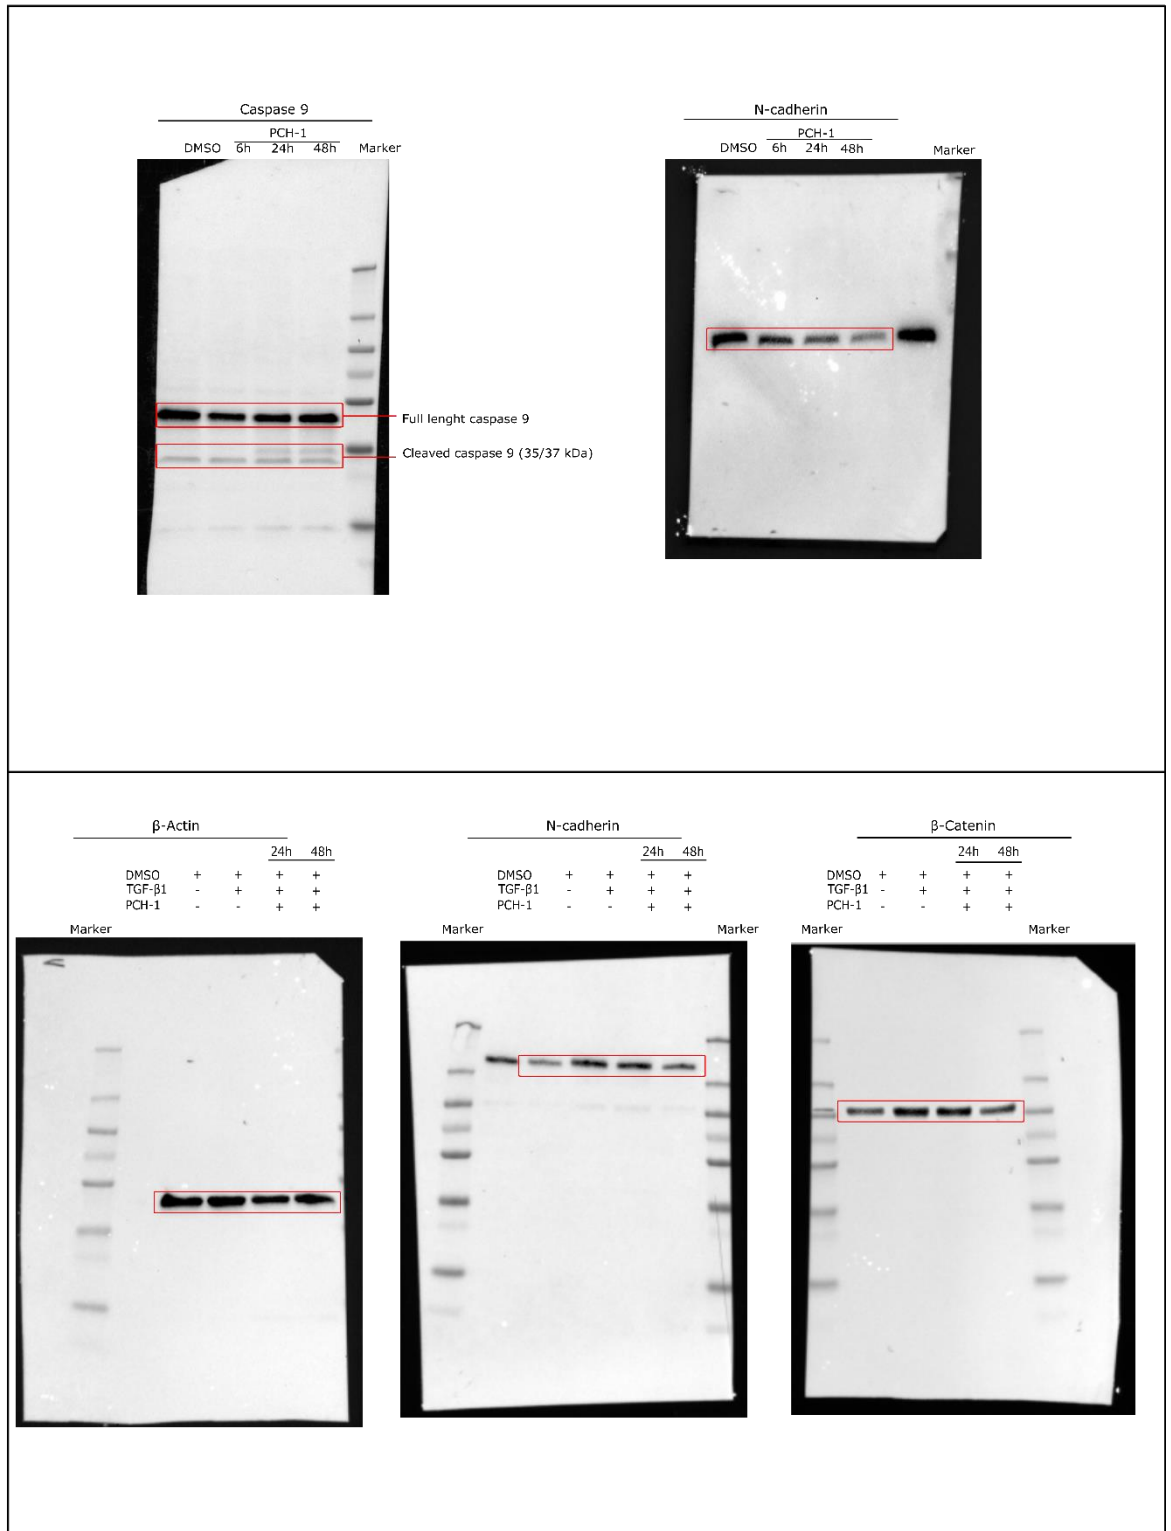 Caspase 9
PCH-1
DMSO 6h 24h 48h Marker
Full lenght caspase 9
Cleaved caspase 9 (35/37 kDa)
N-cadherin
PCH-1
DMSO 6h 24h 48h Marker
β-Actin
24h 48h
DMSO + + + +
TGF-β1 - + + +
PCH-1 - - + +
Marker
N-cadherin
24h 48h
DMSO + + + +
TGF-β1 - + + +
PCH-1 - - + +
Marker Marker
β-Catenin
24h 48h
DMSO + + + +
TGF-β1 - + + +
PCH-1 - - + +
Marker Marker